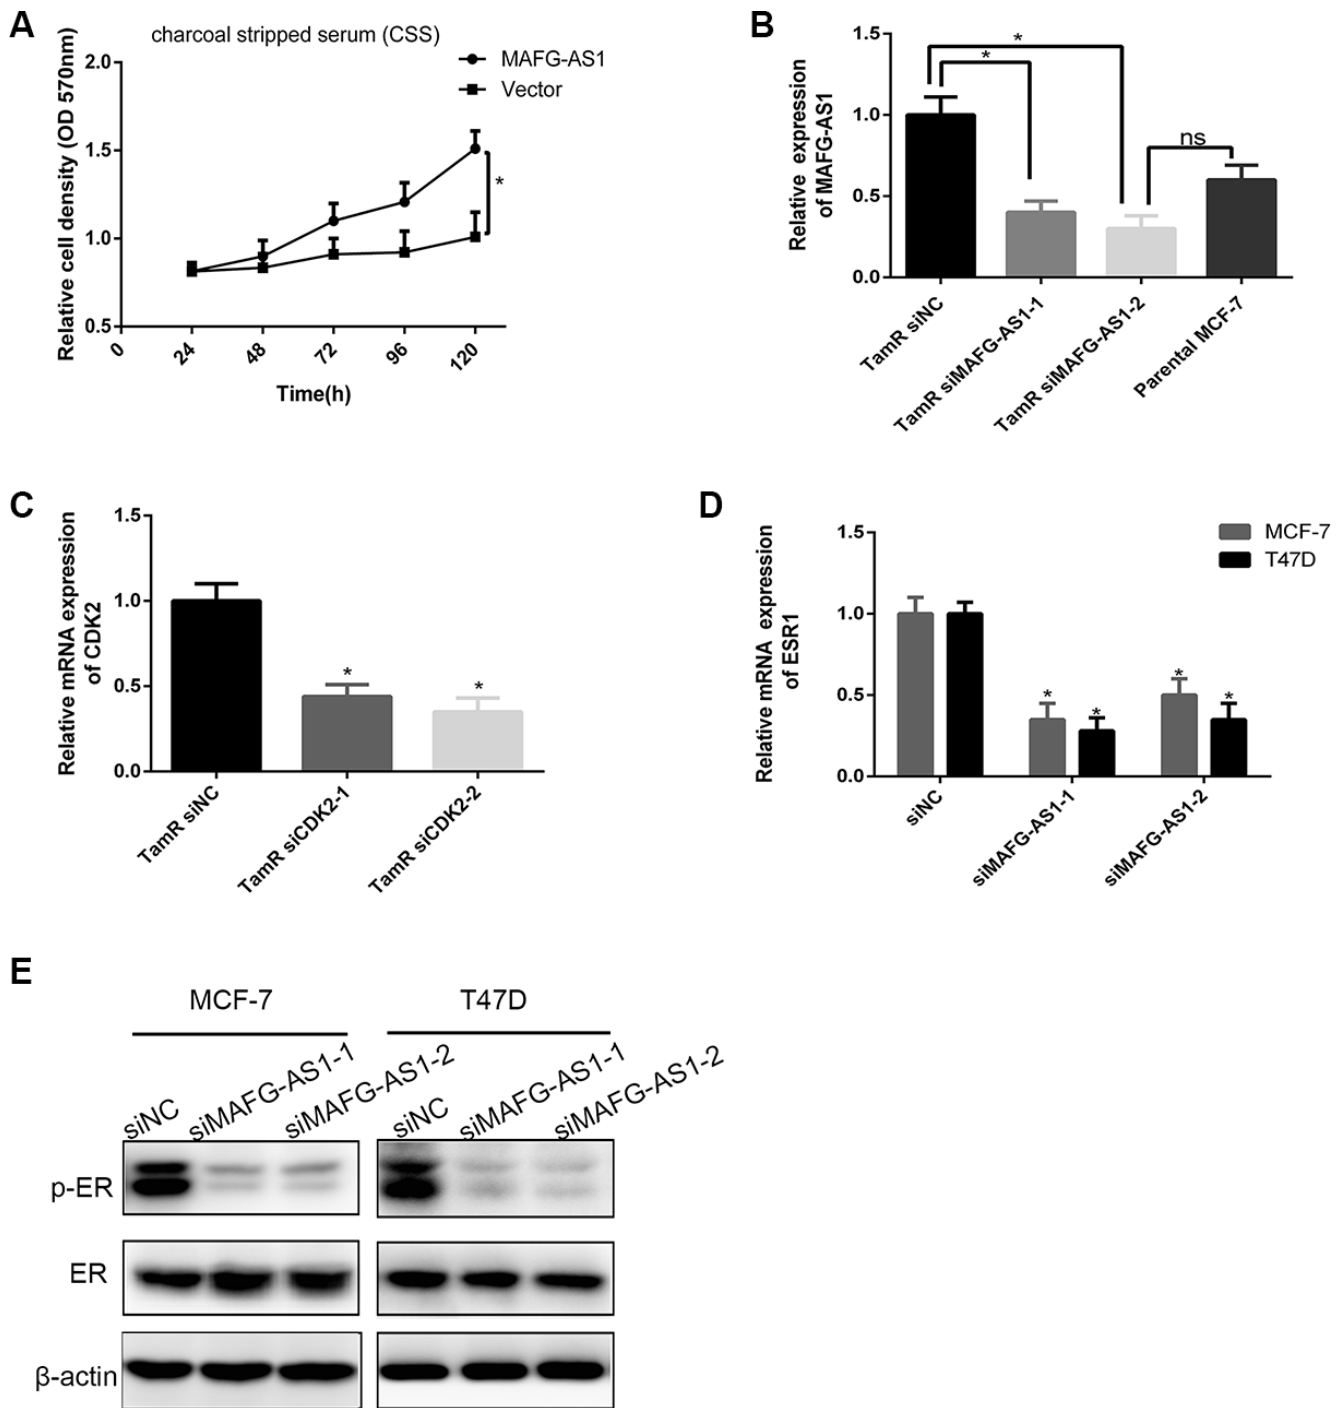 A
charcoal stripped serum (CSS)
MAFG-AS1
Vector
Relative cell density (OD 570nm)
2.0
1.5
1.0
0.5
0
24
48
72
96
120
*
Time(h)
B
Relative expression
of MAFG-AS1
1.5
1.0
0.5
0.0
*
*
ns
TamR siNC
TamR siMAFG-AS1-1
TamR siMAFG-AS1-2
Parental MCF-7
C
Relative mRNA expression
of CDK2
1.5
1.0
0.5
0.0
*
*
TamR siNC
TamR siCDK2-1
TamR siCDK2-2
D
Relative mRNA expression
of ESR1
1.5
1.0
0.5
0.0
MCF-7
T47D
*
*
*
*
siNC
siMAFG-AS1-1
siMAFG-AS1-2
E
MCF-7
T47D
siNC
siMAFG-AS1-1
siMAFG-AS1-2
siNC
siMAFG-AS1-1
siMAFG-AS1-2
p-ER
ER
β-actin